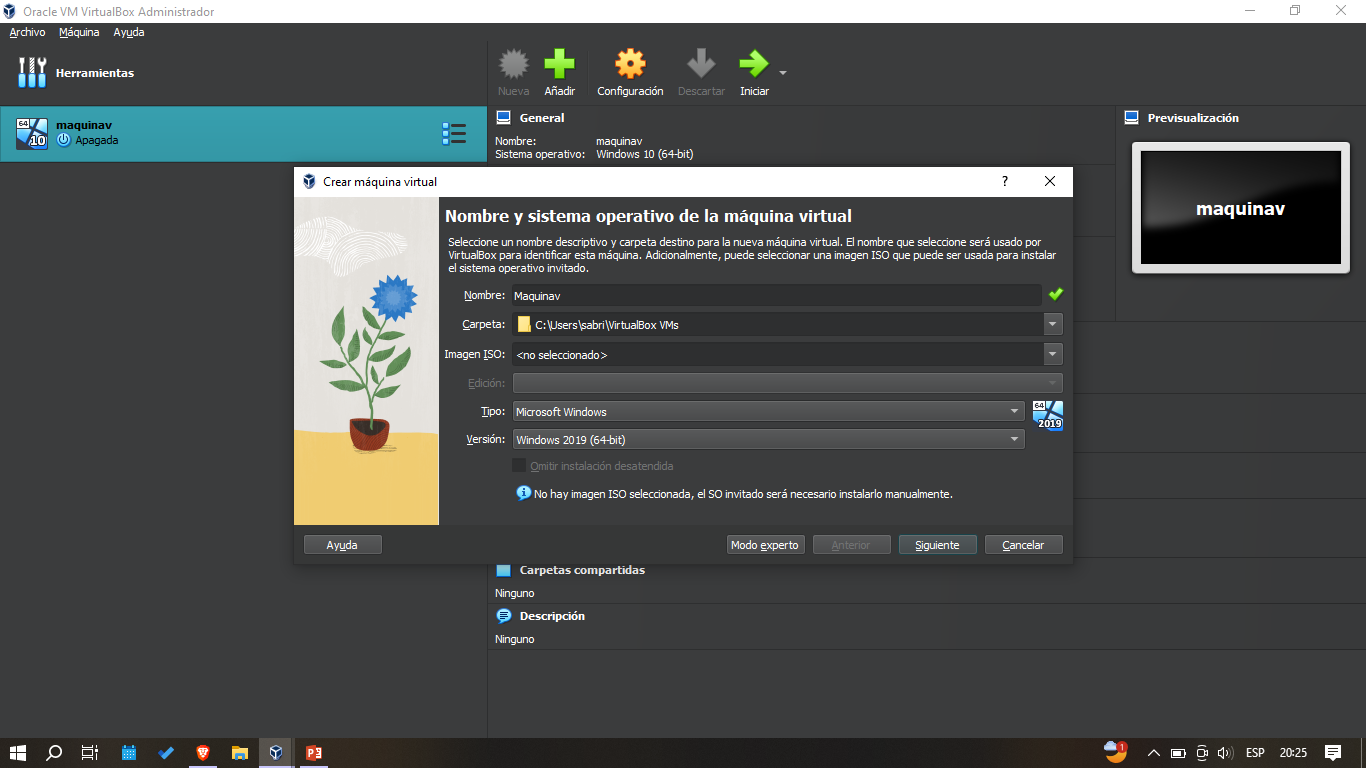 Oracle VM VirtualBox Administrador
Archivo Máquina Ayuda
Herramientas
Nueva Añadir Configuración Descartar Iniciar
64
10
maquinav
Apagada
General
Nombre: maquinav
Sistema operativo: Windows 10 (64-bit)
Previsualización
maquinav
Crear máquina virtual
?
Nombre y sistema operativo de la máquina virtual
Seleccione un nombre descriptivo y carpeta destino para la nueva máquina virtual. El nombre que seleccione será usado por
VirtualBox para identificar esta máquina. Adicionalmente, puede seleccionar una imagen ISO que puede ser usada para instalar
el sistema operativo invitado.
Nombre: Maquinav
Carpeta: C:\Users\sabri\VirtualBox VMs
Imagen ISO: <no seleccionado>
Edición:
Tipo: Microsoft Windows
64
2019
Versión: Windows 2019 (64-bit)
Omitir instalación desatendida
No hay imagen ISO seleccionada, el SO invitado será necesario instalarlo manualmente.
Ayuda Modo experto Anterior Siguiente Cancelar
Carpetas compartidas
Ninguno
Descripción
Ninguno
1
ESP 20:25